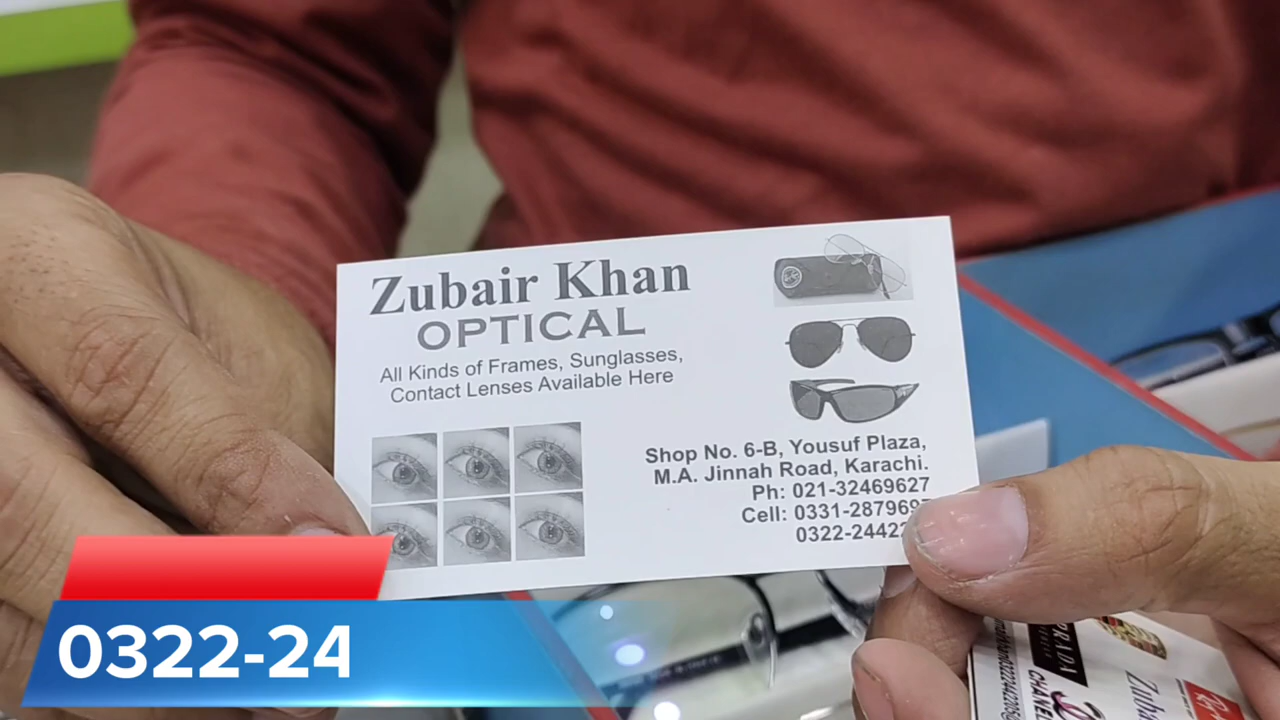 Zubair Khan
OPTICAL
All Kinds of Frames, Sunglasses,
Contact Lenses Available Here
Shop No. 6-B, Yousuf Plaza,
M.A. Jinnah Road, Karachi.
Ph: 021-32469627
Cell:
0322-24
PRADA
CHANEL